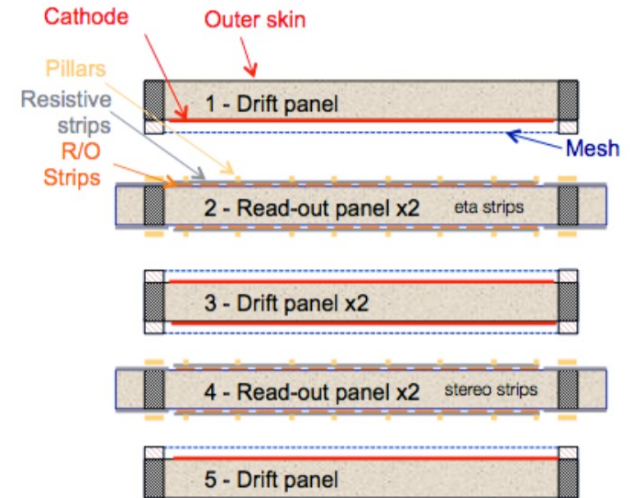 Cathode
Outer skin
Pillars
Resistive
strips
R/O
Strips
1 - Drift panel
Mesh
2 - Read-out panel x2
eta strips
3 - Drift panel x2
4 - Read-out panel x2
stereo strips
5 - Drift panel